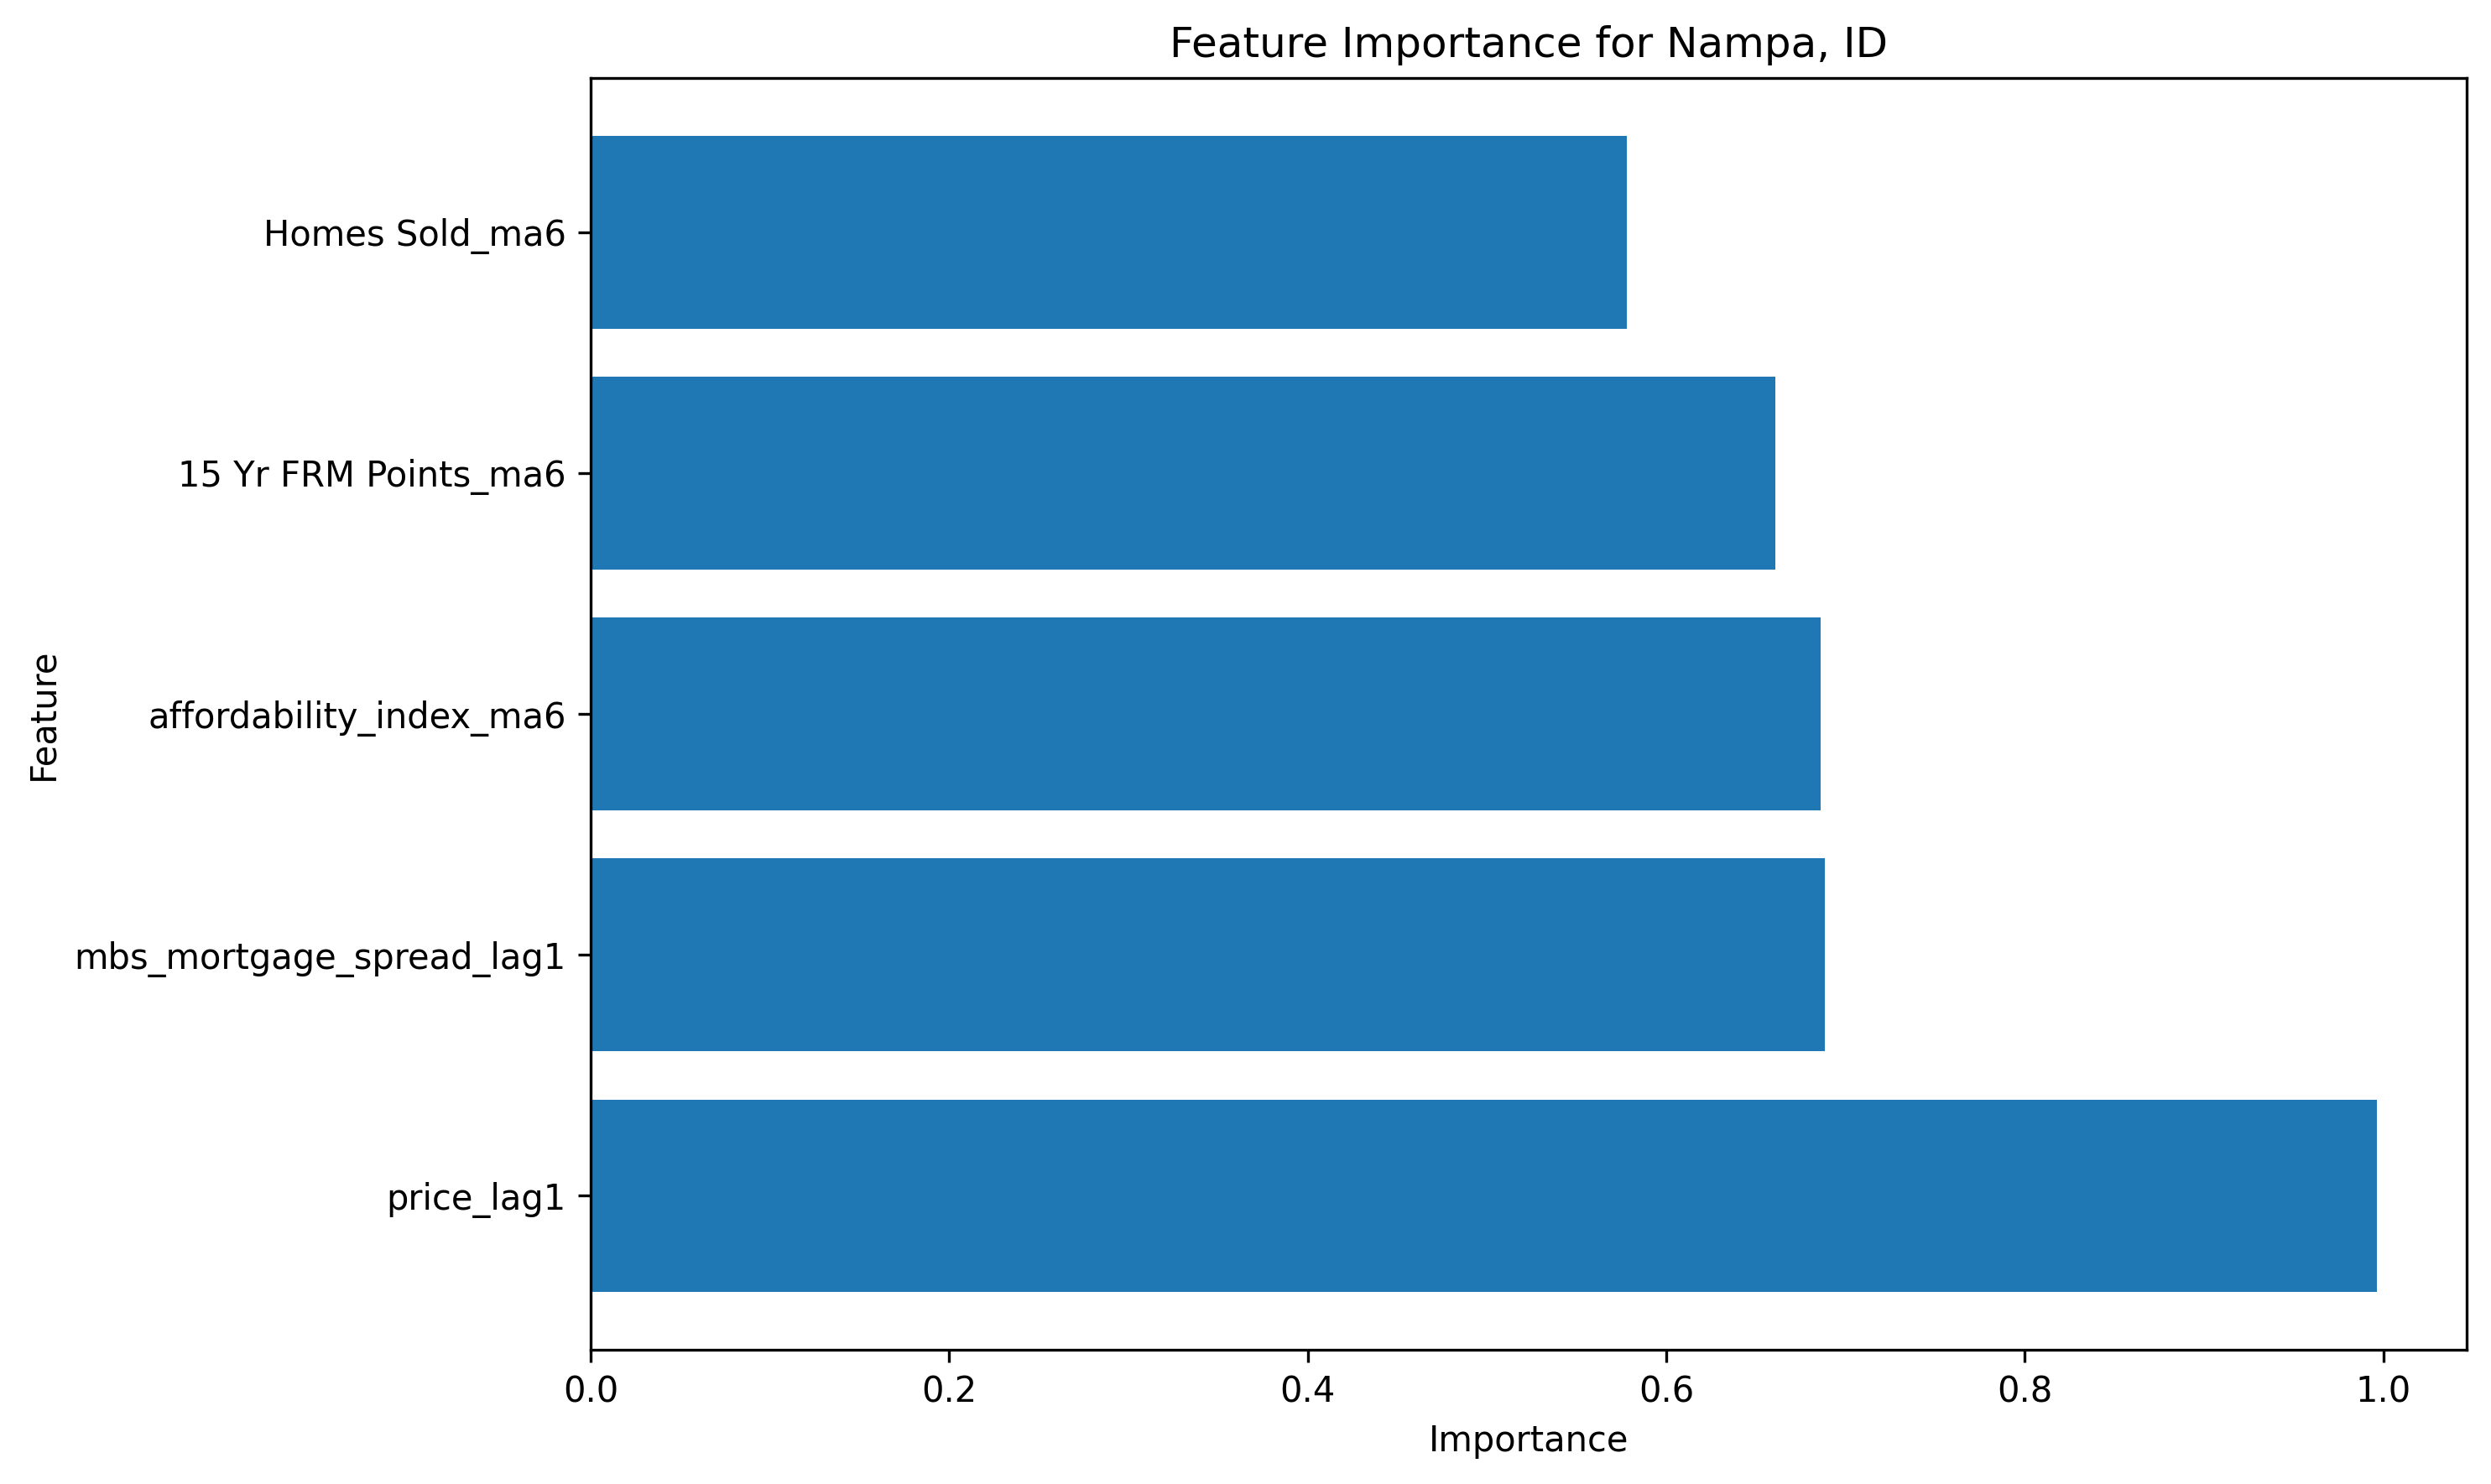 Feature Importance for Nampa, ID
Feature
Homes Sold_ma6
15 Yr FRM Points_ma6
affordability_index_ma6
mbs_mortgage_spread_lag1
price_lag1
0.0 0.2 0.4 0.6 0.8 1.0
Importance